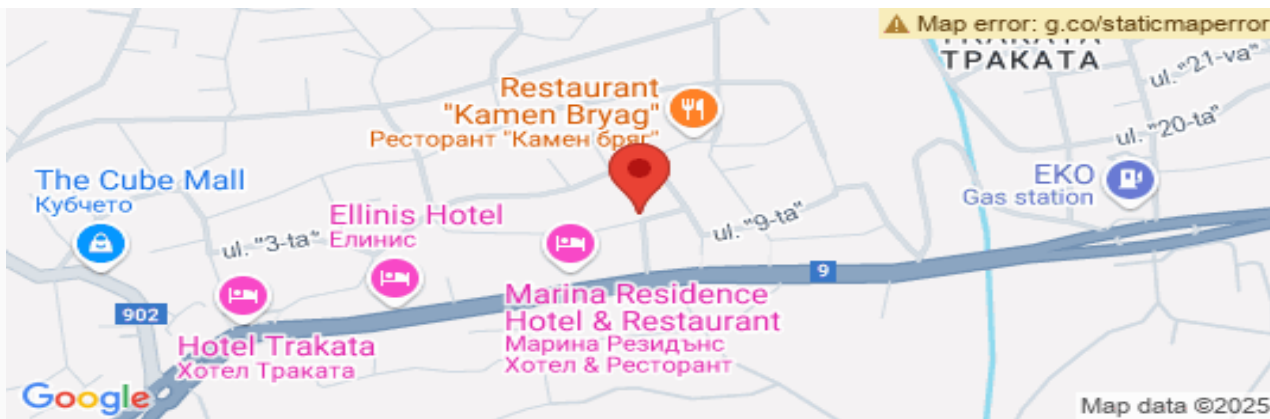 Map error: g.co/staticmaperror
ТРАКАТА
ul. "21-va"
Restaurant
"Kamen Bryag"
Ресторант "Камен бряг"
ul. "20-ta"
EKO
Gas station
The Cube Mall
Кубчето
Ellinis Hotel
Елинис
ul. "3-ta"
ul. "9-ta"
9
902
Marina Residence
Hotel & Restaurant
Марина Резидънс
Хотел & Ресторант
Hotel Trakata
Хотел Траката
Google
Map data ©2025